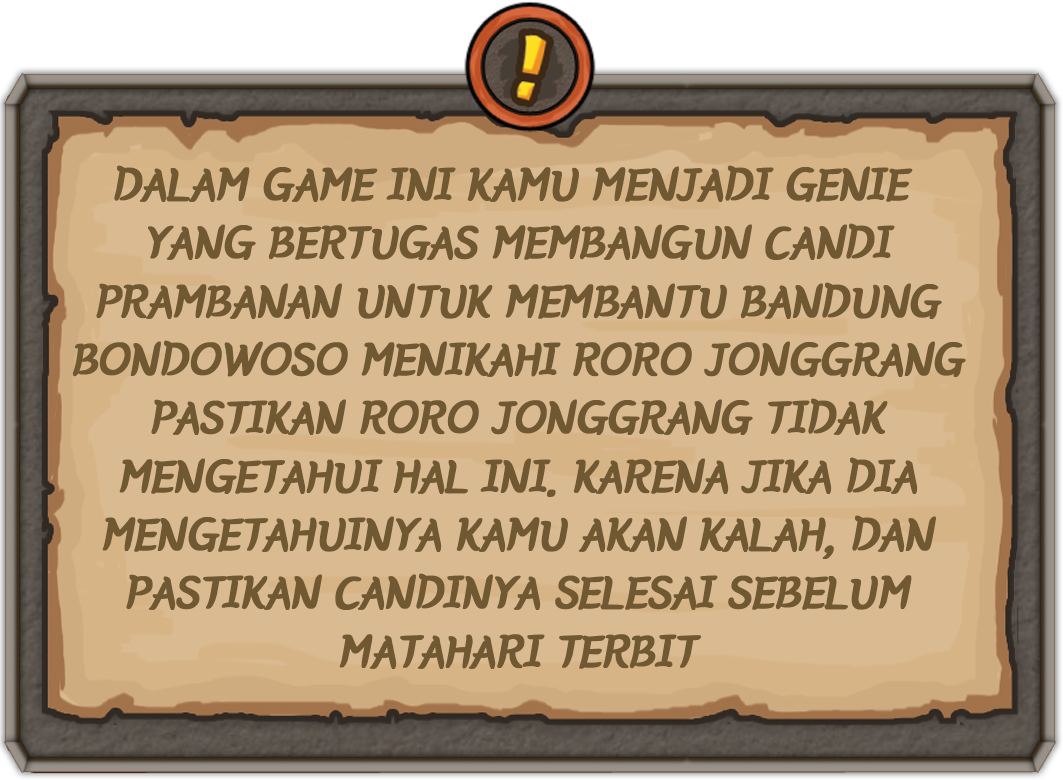 DALAM GAME INI KAMU MENJADI GENIE
YANG BERTUGAS MEMBANGUN CANDI
PRAMBANAN UNTUK MEMBANTU BANDUNG
BONDOWOSO MENIKAHI RORO JONGGRANG
PASTIKAN RORO JONGGRANG TIDAK
MENGETAHUI HAL INI. KARENA JIKA DIA
MENGETAHUINYA KAMU AKAN KALAH, DAN
PASTIKAN CANDINYA SELESAI SEBELUM
MATAHARI TERBIT